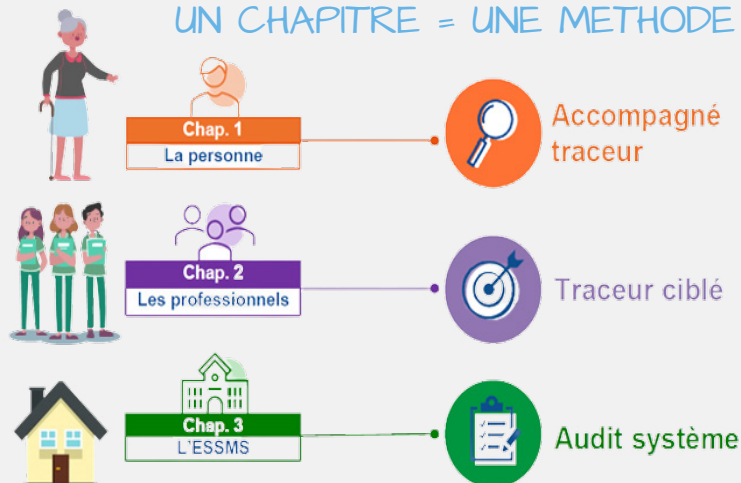 UN CHAPITRE = UNE METHODE
Chap. 1
La personne
Accompagné
traceur
Chap. 2
Les professionnels
Traceur ciblé
Chap. 3
L'ESSMS
Audit système